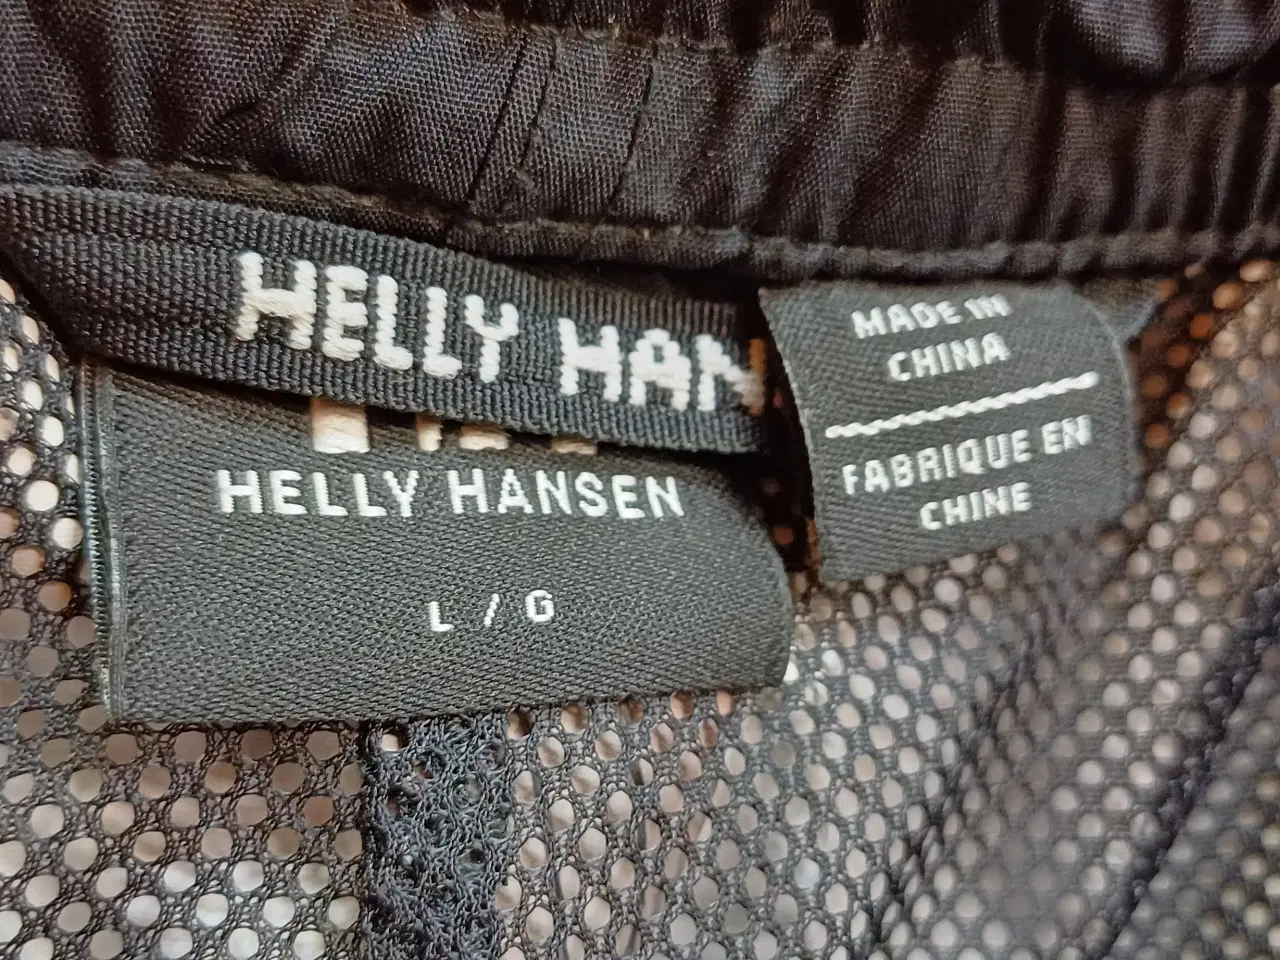 HELLY HAN
HELLY HANSEN
L / G
MADE IN
CHINA
FABRIQUE EN
CHINE